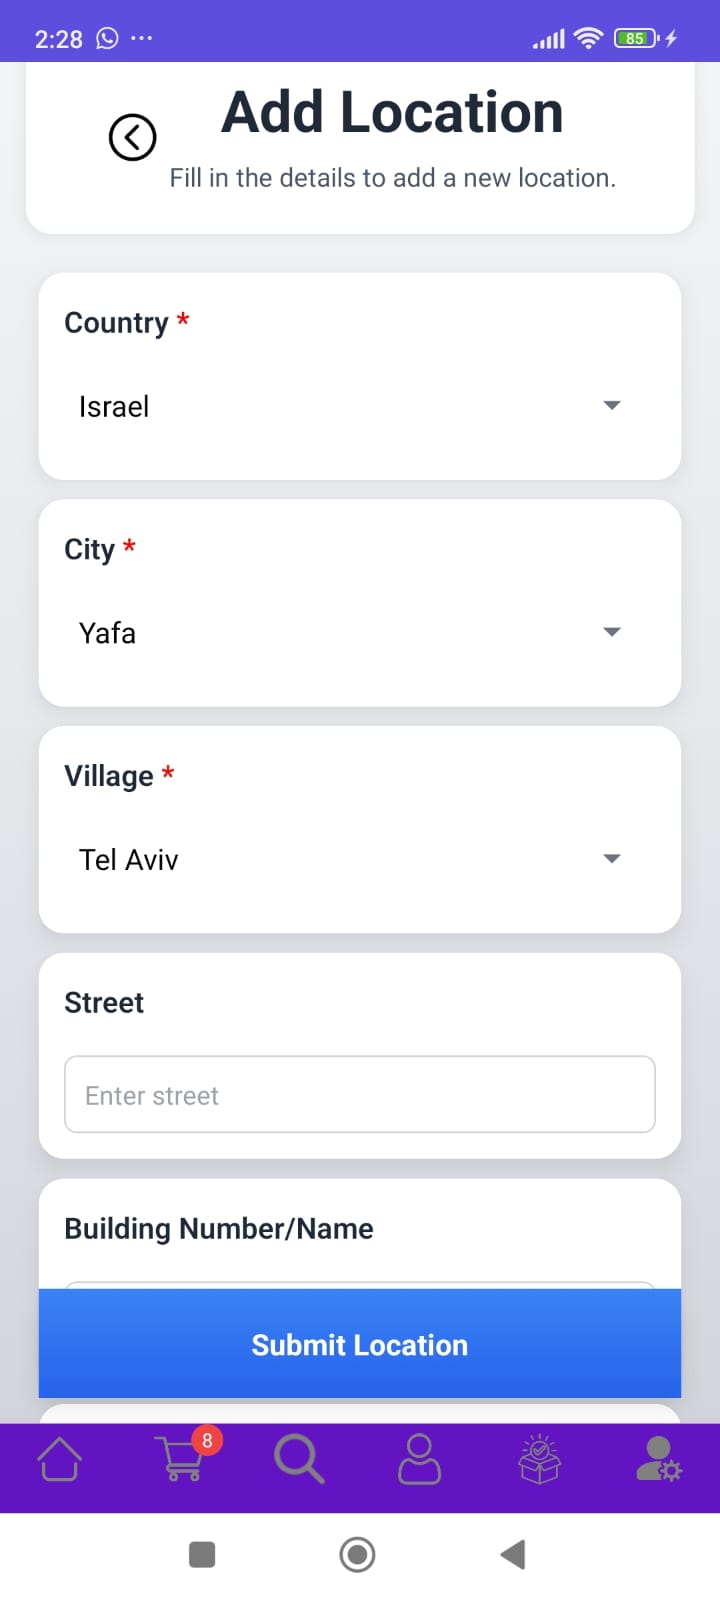 2:28
85
Add Location
Fill in the details to add a new location.
Country *
Israel
City *
Yafa
Village *
Tel Aviv
Street
Enter street
Building Number/Name
Submit Location
8